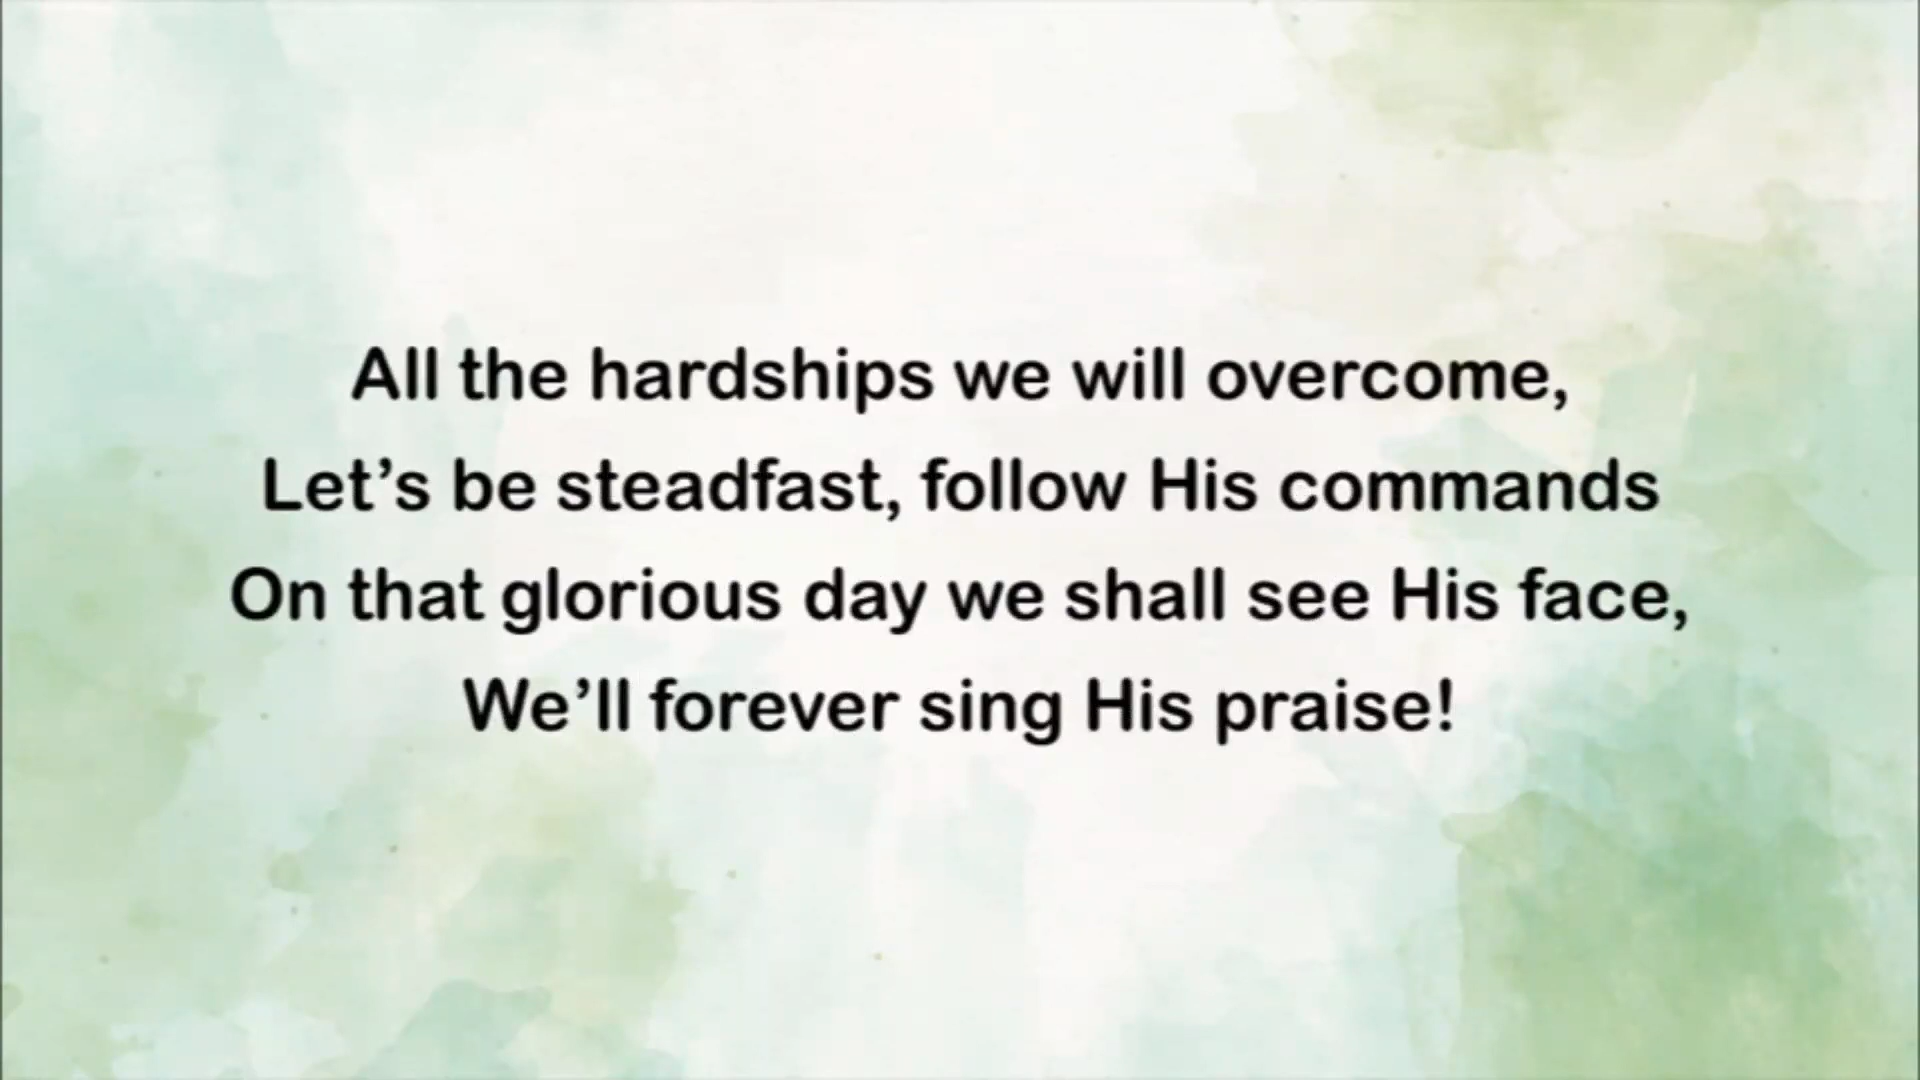 All the hardships we will overcome,
Let’s be steadfast, follow His commands
On that glorious day we shall see His face,
We’ll forever sing His praise!